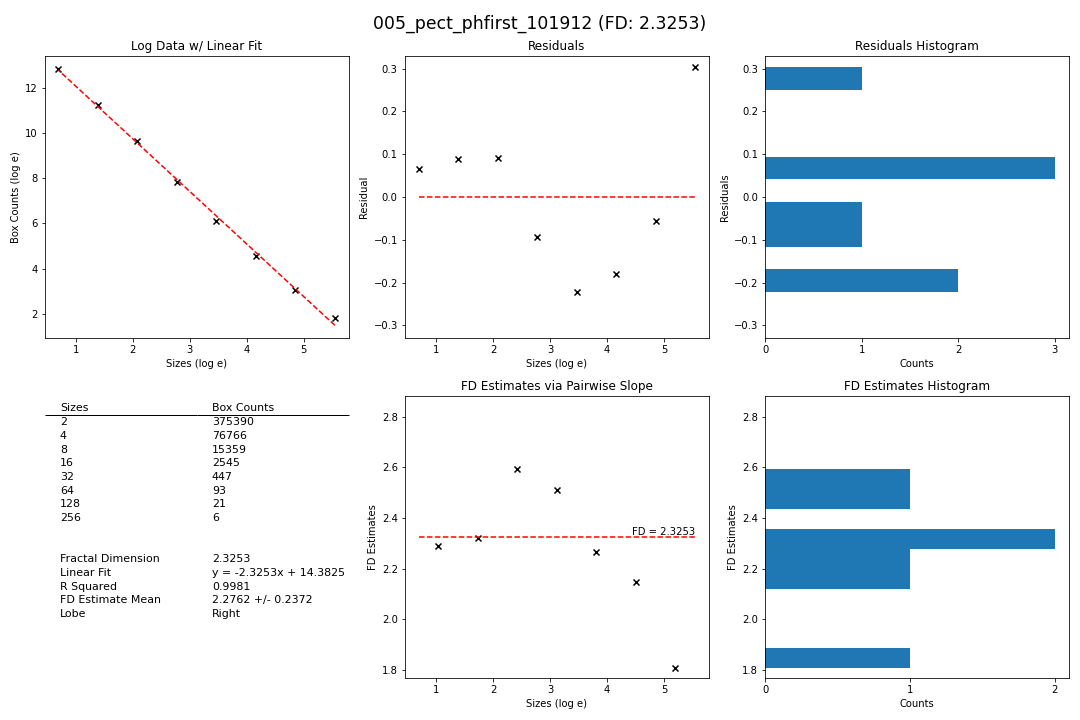 005_pect_phfirst_101912 (FD: 2.3253)
Log Data w/ Linear Fit
Box Counts (log e)
12
10
8
6
4
2
1 2 3 4 5
Sizes (log e)
Residuals
Residual
0.3
0.2
0.1
0.0
−0.1
−0.2
−0.3
1 2 3 4 5
Sizes (log e)
Residuals Histogram
Residuals
0.3
0.2
0.1
0.0
−0.1
−0.2
−0.3
0 1 2 3
Counts
Sizes Box Counts
2 375390
4 76766
8 15359
16 2545
32 447
64 93
128 21
256 6
Fractal Dimension 2.3253
Linear Fit y = -2.3253x + 14.3825
R Squared 0.9981
FD Estimate Mean 2.2762 +/- 0.2372
Lobe Right
FD Estimates via Pairwise Slope
FD Estimates
2.8
2.6
2.4
2.2
2.0
1.8
FD = 2.3253
1 2 3 4 5
Sizes (log e)
FD Estimates Histogram
FD Estimates
2.8
2.6
2.4
2.2
2.0
1.8
0 1 2
Counts